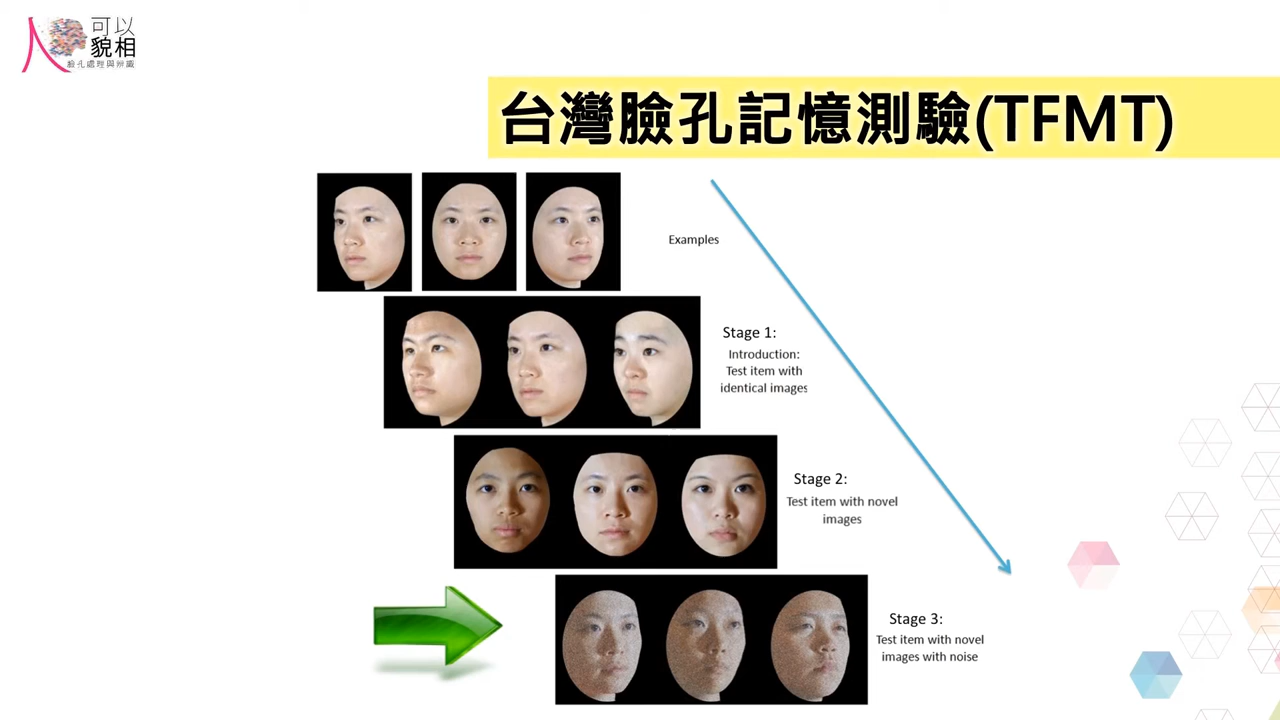 可以
貌相
臉孔處理與辨識
台灣臉孔記憶測驗(TFMT)
Examples
Stage 1:
Introduction:
Test item with
identical images
Stage 2:
Test item with novel
images
Stage 3:
Test item with novel
images with noise